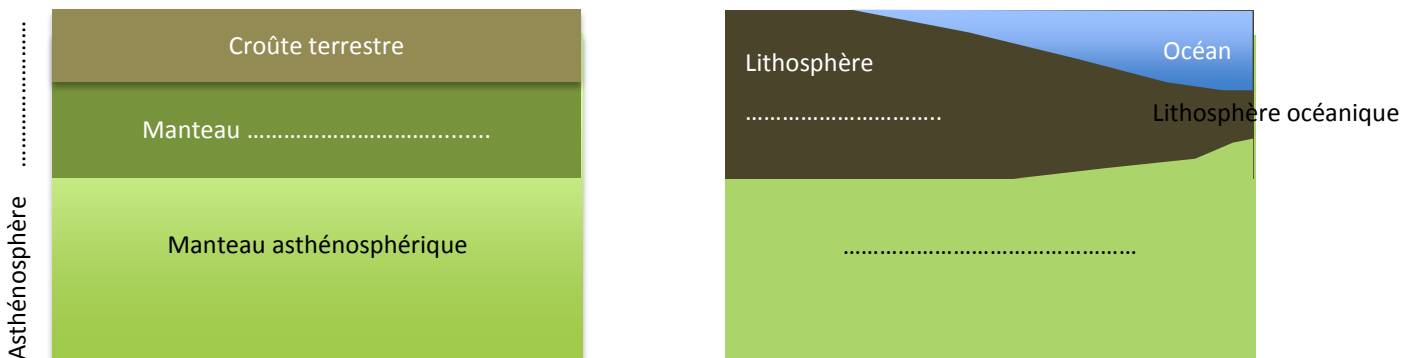 Asthénosphère ……………………
Croûte terrestre
Manteau ………………………….........
Manteau asthénosphérique
Lithosphère
…………………………..
Océan
Lithosphère océanique
…………………………………………